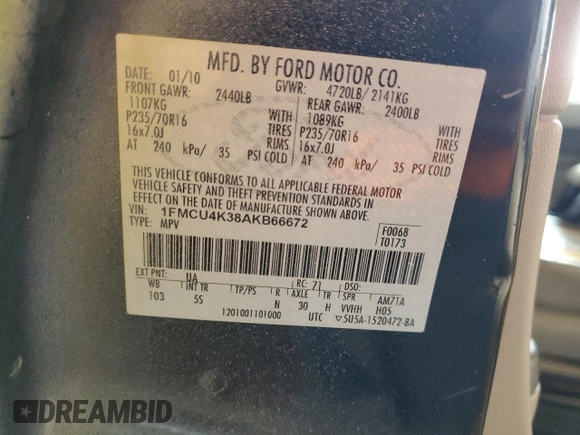 MFD. BY FORD MOTOR CO.
DATE: 01/10 GVWR: 4720LB/ 2141KG
FRONT GAWR: 2440LB REAR GAWR: 2400LB
1107KG WITH 1089KG WITH
P235/70R16 TIRES P235/70R16 TIRES
16x7.0J RIMS 16x7.0J RIMS
AT 240 kPa/ 35 PSI COLD AT 240 kPa/ 35 PSI COLD
THIS VEHICLE CONFORMS TO ALL APPLICABLE FEDERAL MOTOR
VEHICLE SAFETY AND THEFT PREVENTION STANDARDS IN
EFFECT ON THE DATE OF MANUFACTURE SHOWN ABOVE.
VIN: 1FMCU4K38AKB66672
TYPE: MPV F0068
T0173
EXT PNT: UA RC: 71 DSO:
WB INT TR TP/PS R AXLE TR SPR AM71A
103 5S N 30 H VVHH H05
1201001101000 UTC ▽5U5A-1520472-BA
DREAMBID